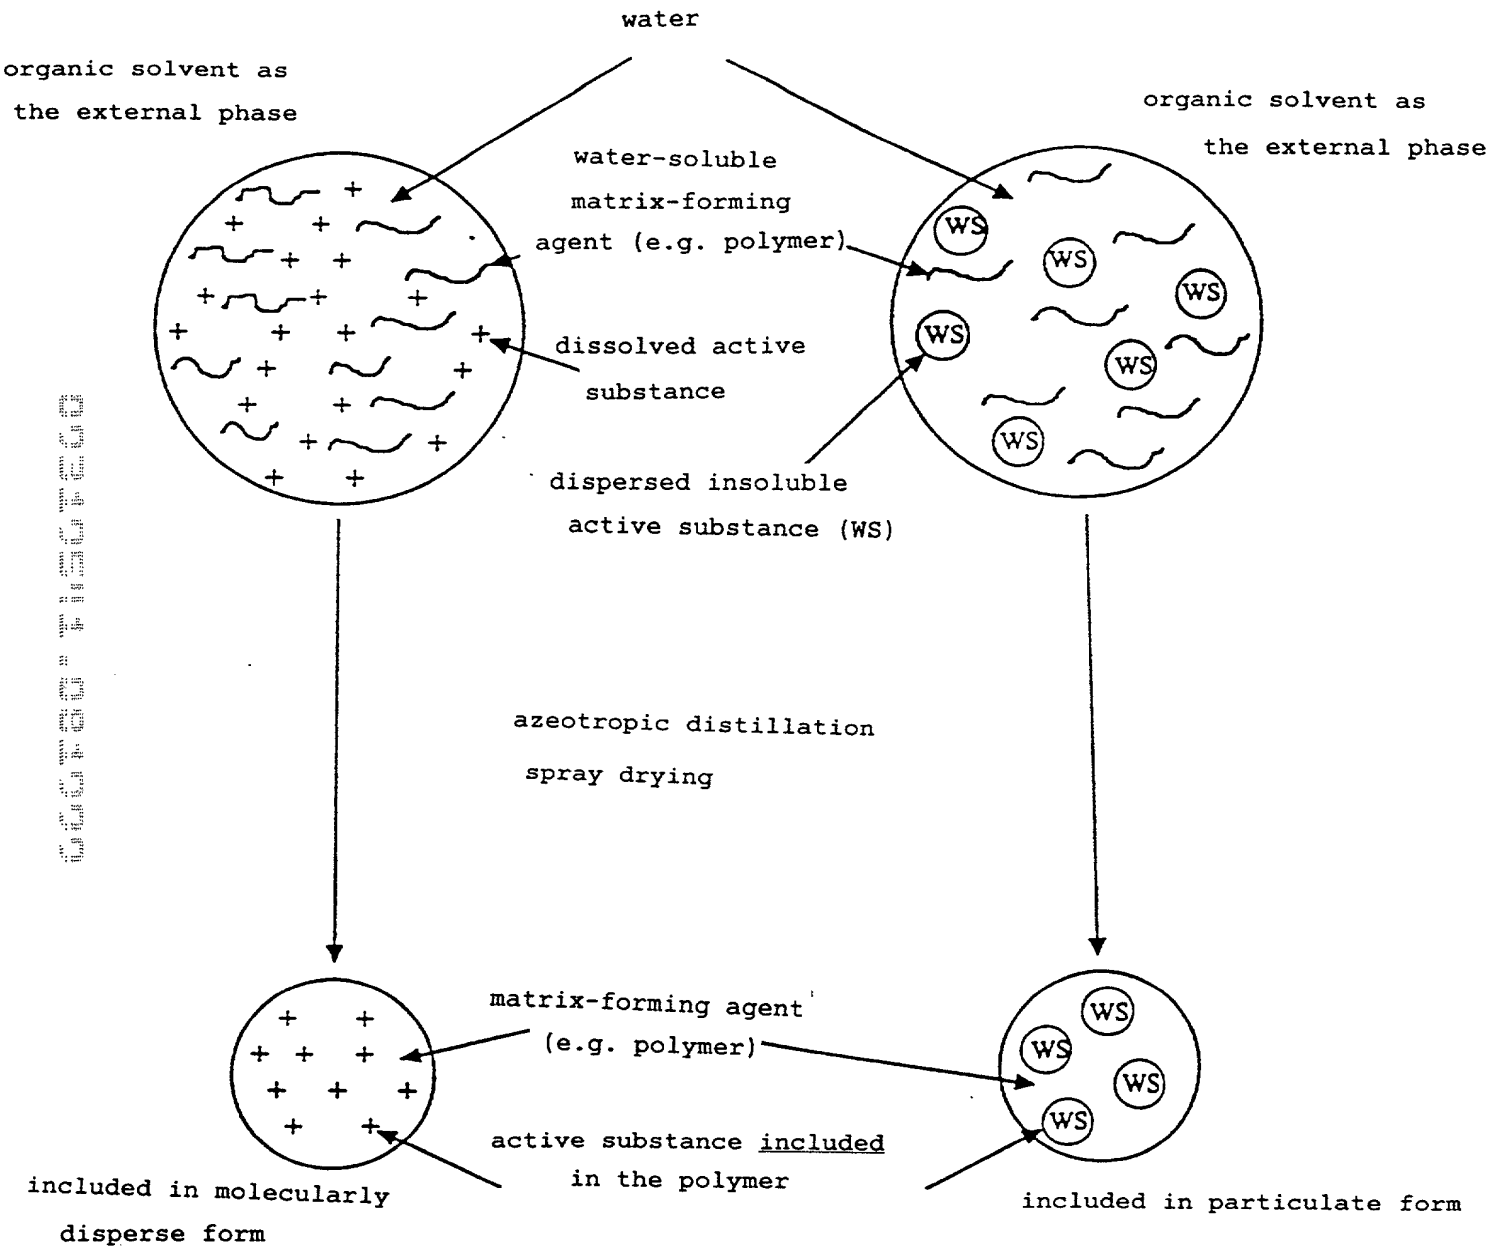 water
organic solvent as
the external phase
organic solvent as
the external phase
water-soluble
matrix-forming
agent (e.g. polymer)
WS
WS
WS
WS
WS
WS
dissolved active
substance
dispersed insoluble
active substance (WS)
azeotropic distillation
spray drying
matrix-forming agent
(e.g. polymer)
WS
WS
WS
WS
active substance included
in the polymer
included in molecularly
disperse form
included in particulate form